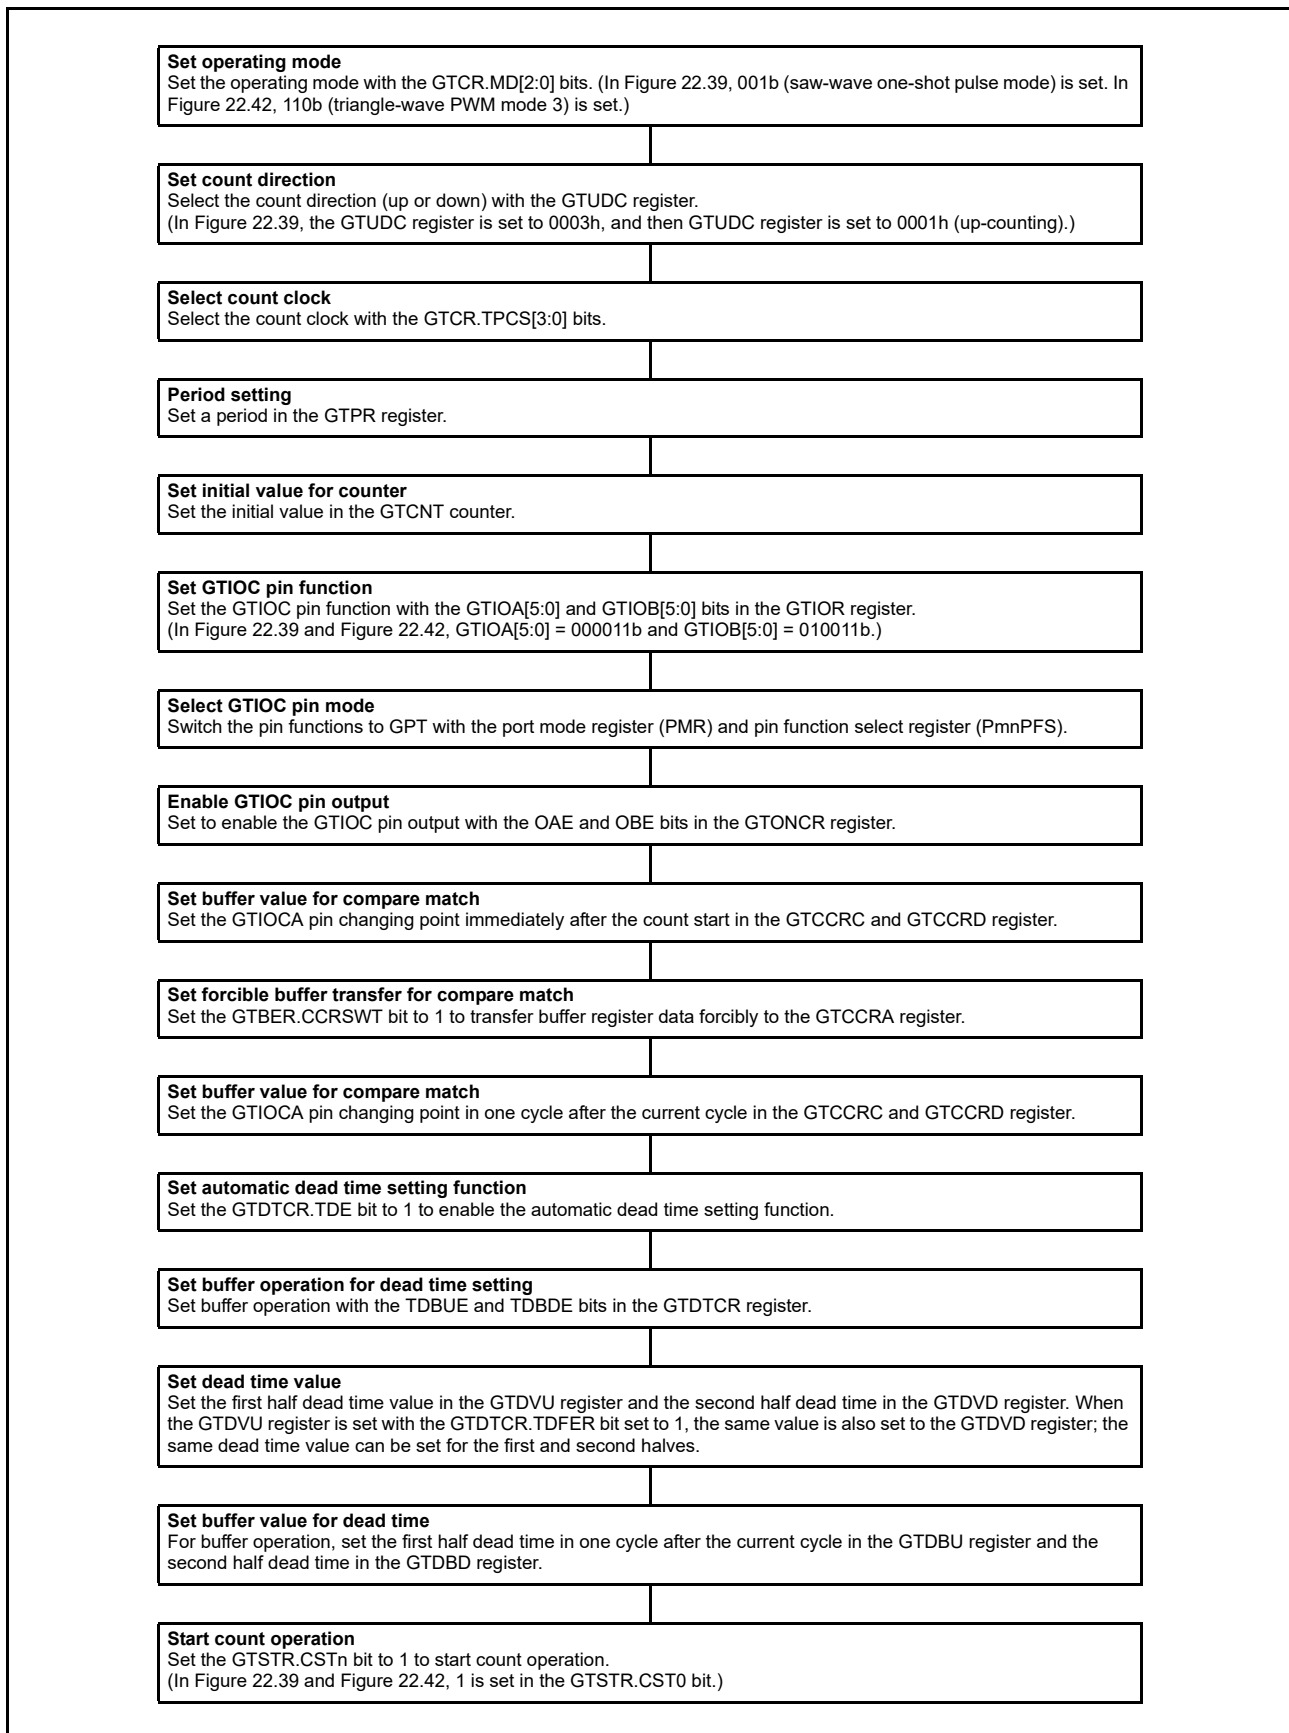 Set operating mode
Set the operating mode with the GTCR.MD[2:0] bits. (In Figure 22.39, 001b (saw-wave one-shot pulse mode) is set. In
Figure 22.42, 110b (triangle-wave PWM mode 3) is set.)
Set count direction
Select the count direction (up or down) with the GTUDC register.
(In Figure 22.39, the GTUDC register is set to 0003h, and then GTUDC register is set to 0001h (up-counting).)
Select count clock
Select the count clock with the GTCR.TPCS[3:0] bits.
Period setting
Set a period in the GTPR register.
Set initial value for counter
Set the initial value in the GTCNT counter.
Set GTIOC pin function
Set the GTIOC pin function with the GTIOA[5:0] and GTIOB[5:0] bits in the GTIOR register.
(In Figure 22.39 and Figure 22.42, GTIOA[5:0] = 000011b and GTIOB[5:0] = 010011b.)
Select GTIOC pin mode
Switch the pin functions to GPT with the port mode register (PMR) and pin function select register (PmnPFS).
Enable GTIOC pin output
Set to enable the GTIOC pin output with the OAE and OBE bits in the GTONCR register.
Set buffer value for compare match
Set the GTIOCA pin changing point immediately after the count start in the GTCCRC and GTCCRD register.
Set forcible buffer transfer for compare match
Set the GTBER.CCRSWT bit to 1 to transfer buffer register data forcibly to the GTCCRA register.
Set buffer value for compare match
Set the GTIOCA pin changing point in one cycle after the current cycle in the GTCCRC and GTCCRD register.
Set automatic dead time setting function
Set the GTDTCR.TDE bit to 1 to enable the automatic dead time setting function.
Set buffer operation for dead time setting
Set buffer operation with the TDBUE and TDBDE bits in the GTDTCR register.
Set dead time value
Set the first half dead time value in the GTDVU register and the second half dead time in the GTDVD register. When
the GTDVU register is set with the GTDTCR.TDFER bit set to 1, the same value is also set to the GTDVD register; the
same dead time value can be set for the first and second halves.
Set buffer value for dead time
For buffer operation, set the first half dead time in one cycle after the current cycle in the GTDBU register and the
second half dead time in the GTDBD register.
Start count operation
Set the GTSTR.CSTn bit to 1 to start count operation.
(In Figure 22.39 and Figure 22.42, 1 is set in the GTSTR.CST0 bit.)